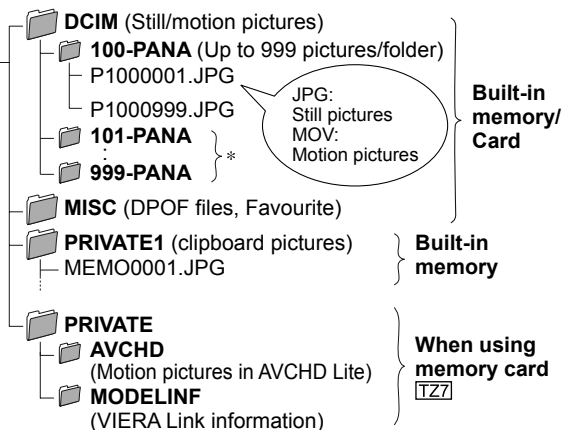 DCIM (Still/motion pictures)
100-PANA (Up to 999 pictures/folder)
P1000001.JPG
P1000999.JPG
JPG:
Still pictures
MOV:
Motion pictures
101-PANA
:
999-PANA
*
Built-in
memory/
Card
MISC (DPOF files, Favourite)
PRIVATE1 (clipboard pictures)
MEMO0001.JPG
Built-in
memory
PRIVATE
AVCHD
(Motion pictures in AVCHD Lite)
MODELINF
(VIERA Link information)
When using
memory card
TZ7